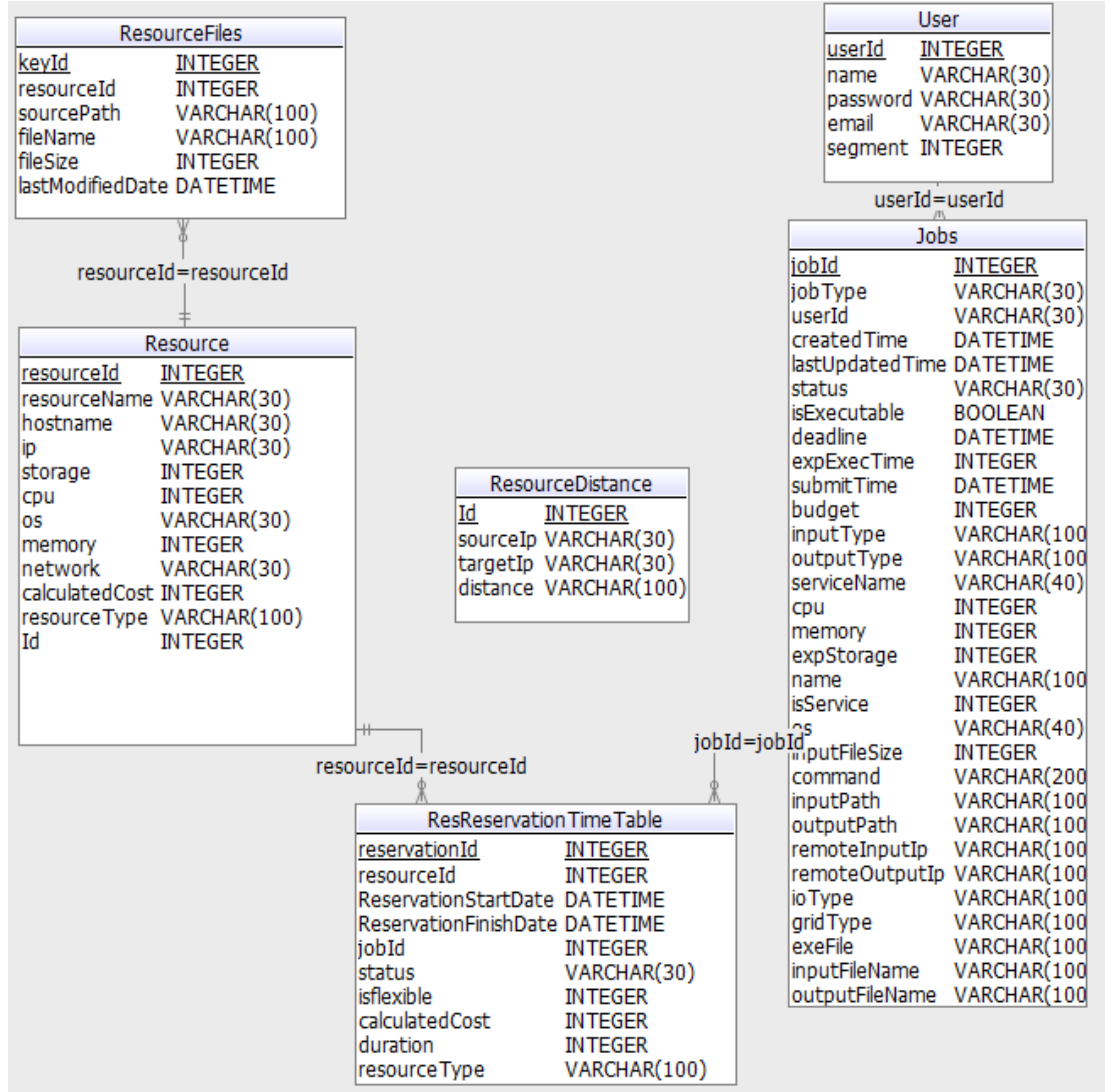 ResourceFiles
keyId INTEGER
resourceId INTEGER
sourcePath VARCHAR(100)
fileName VARCHAR(100)
fileSize INTEGER
lastModifiedDate DATETIME
resourceId=resourceId
Resource
resourceId INTEGER
resourceName VARCHAR(30)
hostname VARCHAR(30)
ip VARCHAR(30)
storage INTEGER
cpu INTEGER
os VARCHAR(30)
memory INTEGER
network VARCHAR(30)
calculatedCost INTEGER
resourceType VARCHAR(100)
Id INTEGER
resourceId=resourceId
ResourceDistance
Id INTEGER
sourceIp VARCHAR(30)
targetIp VARCHAR(30)
distance VARCHAR(100)
User
userId INTEGER
name VARCHAR(30)
password VARCHAR(30)
email VARCHAR(30)
segment INTEGER
userId=userId
Jobs
jobId INTEGER
jobType VARCHAR(30)
userId VARCHAR(30)
createdTime DATETIME
lastUpdatedTime DATETIME
status VARCHAR(30)
isExecutable BOOLEAN
deadline DATETIME
expExecTime INTEGER
submitTime DATETIME
budget INTEGER
inputType VARCHAR(100
outputType VARCHAR(100
serviceName VARCHAR(40)
cpu INTEGER
memory INTEGER
expStorage INTEGER
name VARCHAR(100
isService INTEGER
os VARCHAR(40)
inputFileSize INTEGER
command VARCHAR(200
inputPath VARCHAR(100
outputPath VARCHAR(100
remoteInputIp VARCHAR(100
remoteOutputIp VARCHAR(100
ioType VARCHAR(100
gridType VARCHAR(100
exeFile VARCHAR(100
inputFileName VARCHAR(100
outputFileName VARCHAR(100
jobId=jobId
ResReservationTimeTable
reservationId INTEGER
resourceId INTEGER
ReservationStartDate DATETIME
ReservationFinishDate DATETIME
jobId INTEGER
status VARCHAR(30)
isflexible INTEGER
calculatedCost INTEGER
duration INTEGER
resourceType VARCHAR(100)